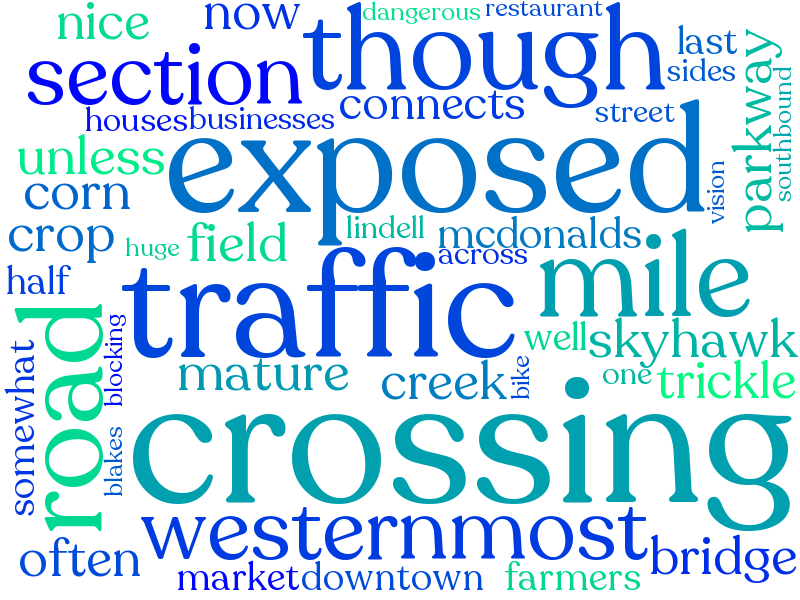 nice
now
dangerous
restaurant
though
last
sides
section
connects
street
parkway
southbound
houses
businesses
exposed
unless
corn
vision
crop
huge
field
lindell
mcdonalds
across
half
traffic
mile
well
skyhawk
road
somewhat
blocking
mature
creek
bike
one
trickle
blakes
crossing
westernmost
often
bridge
market
downtown
farmers